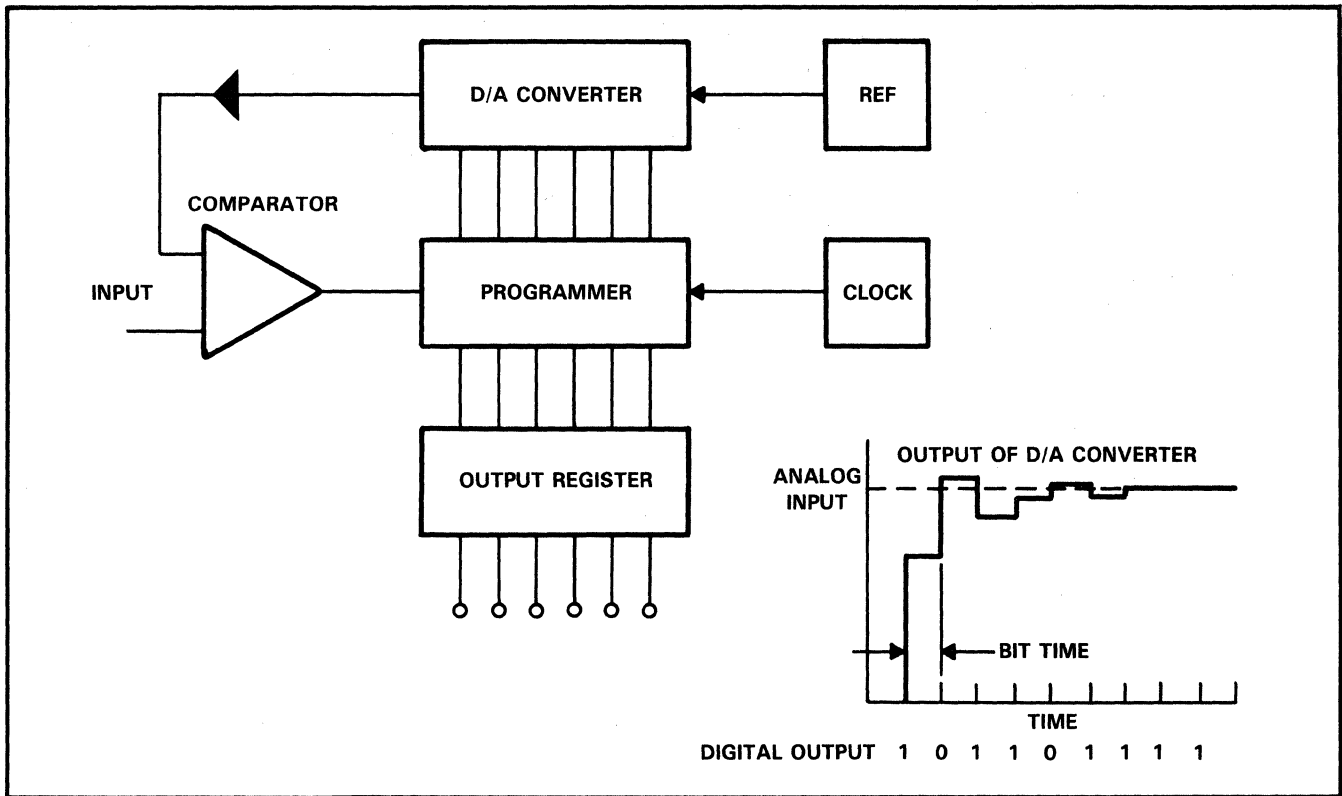 D/A CONVERTER
REF
COMPARATOR
INPUT
PROGRAMMER
CLOCK
OUTPUT REGISTER
OUTPUT OF D/A CONVERTER
ANALOG
INPUT
BIT TIME
TIME
DIGITAL OUTPUT 1 0 1 1 0 1 1 1 1